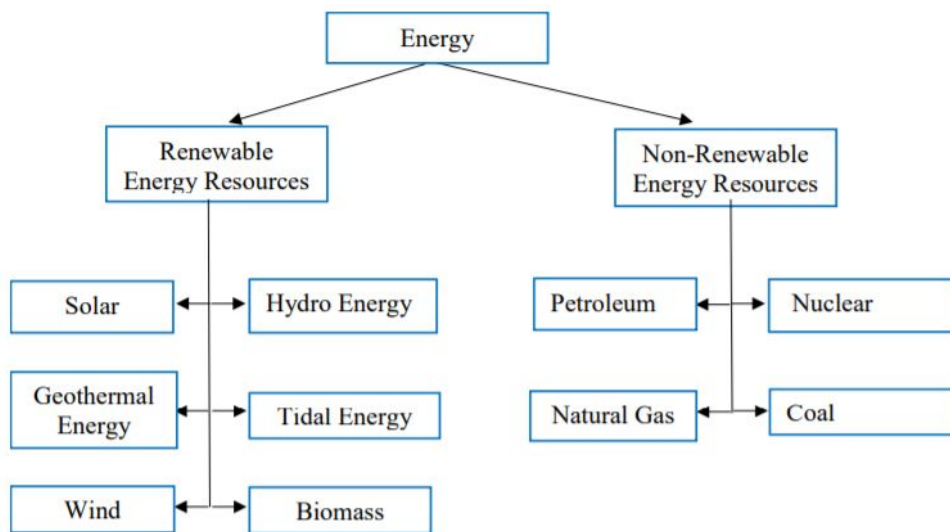 Energy
Renewable
Energy Resources
Non-Renewable
Energy Resources
Solar
Hydro Energy
Petroleum
Nuclear
Geothermal
Energy
Tidal Energy
Natural Gas
Coal
Wind
Biomass